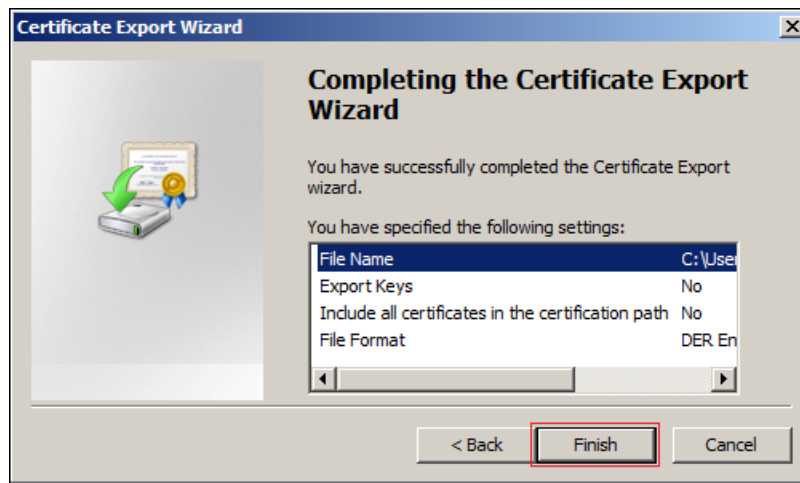 Certificate Export Wizard
Completing the Certificate Export
Wizard
You have successfully completed the Certificate Export
wizard.
You have specified the following settings:
File Name C:\User
Export Keys No
Include all certificates in the certification path No
File Format DER En
< Back Finish Cancel